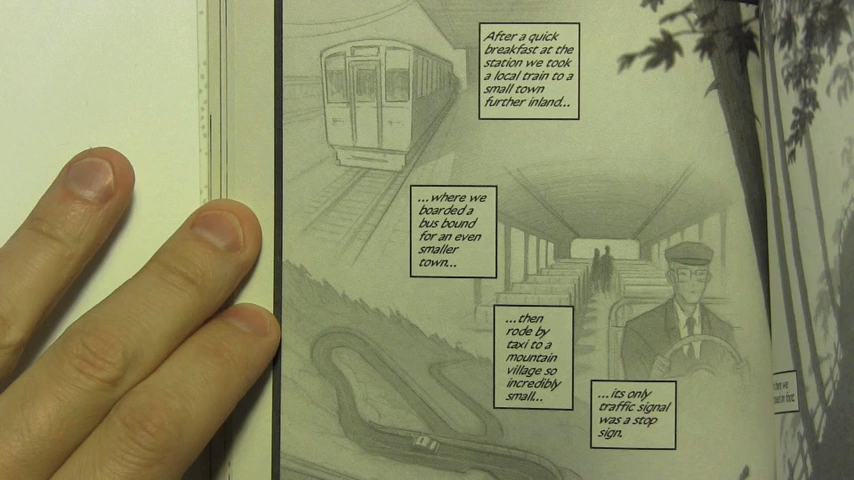 After a quick
breakfast at the
station we took
a local train to a
small town
further inland...
...where we
boarded a
bus bound
for an even
smaller
town...
...then
rode by
taxi to a
mountain
village so
incredibly
small...
...its only
traffic signal
was a stop
sign.